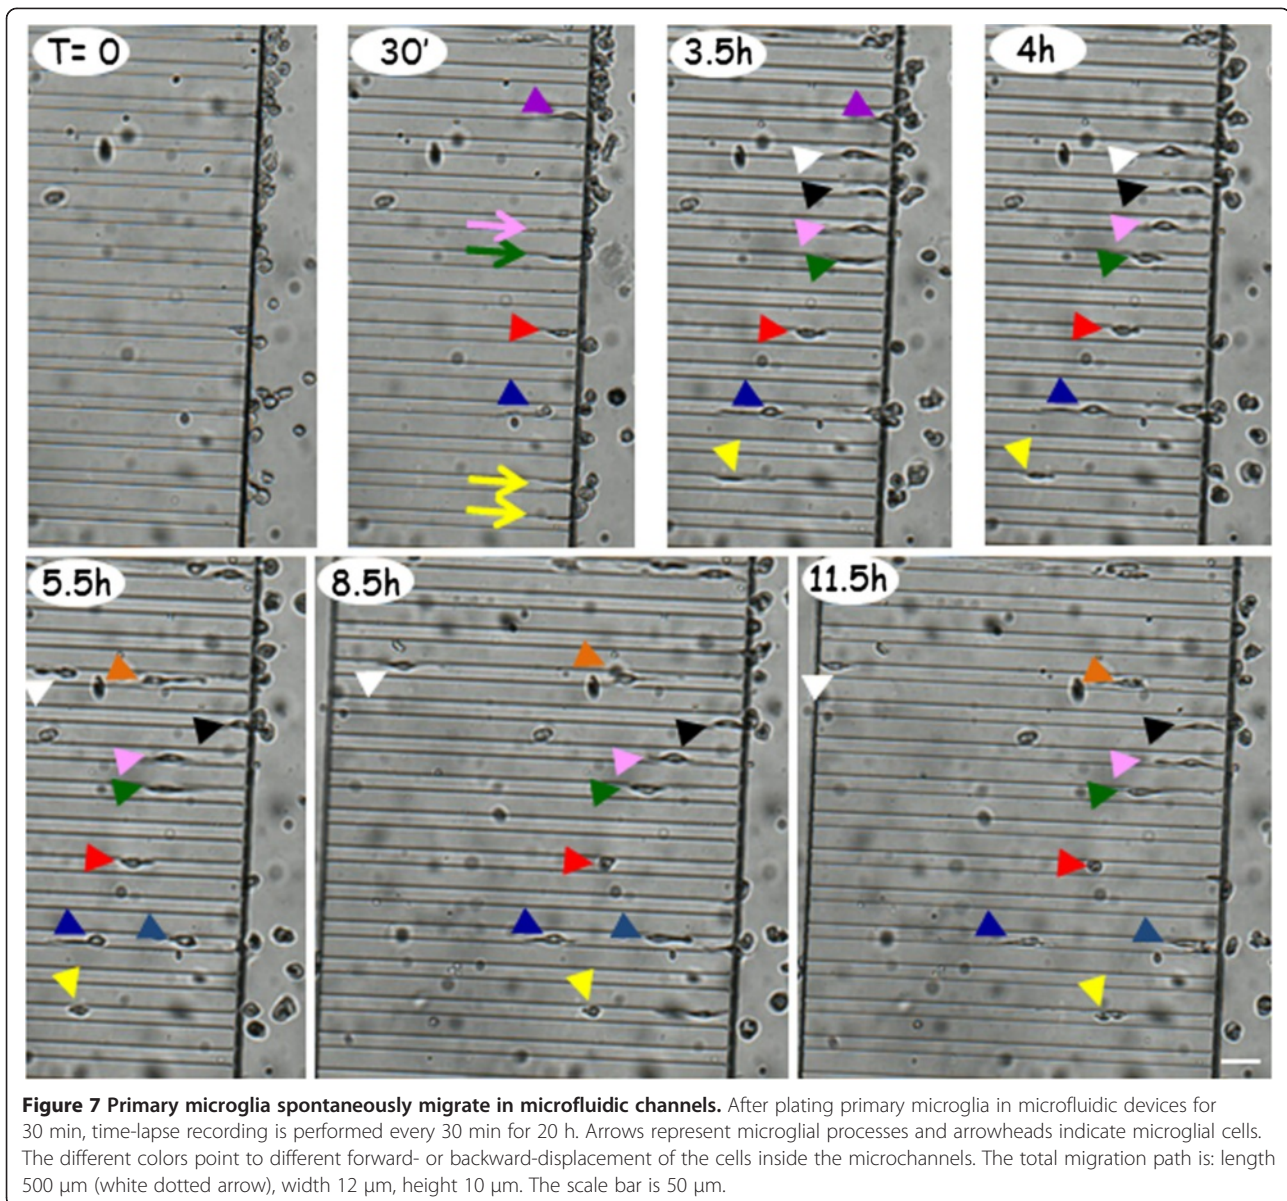 T= 0
30'
3.5h
4h
5.5h
8.5h
11.5h
Figure 7 Primary microglia spontaneously migrate in microfluidic channels. After plating primary microglia in microfluidic devices for
30 min, time-lapse recording is performed every 30 min for 20 h. Arrows represent microglial processes and arrowheads indicate microglial cells.
The different colors point to different forward- or backward-displacement of the cells inside the microchannels. The total migration path is: length
500 μm (white dotted arrow), width 12 μm, height 10 μm. The scale bar is 50 μm.